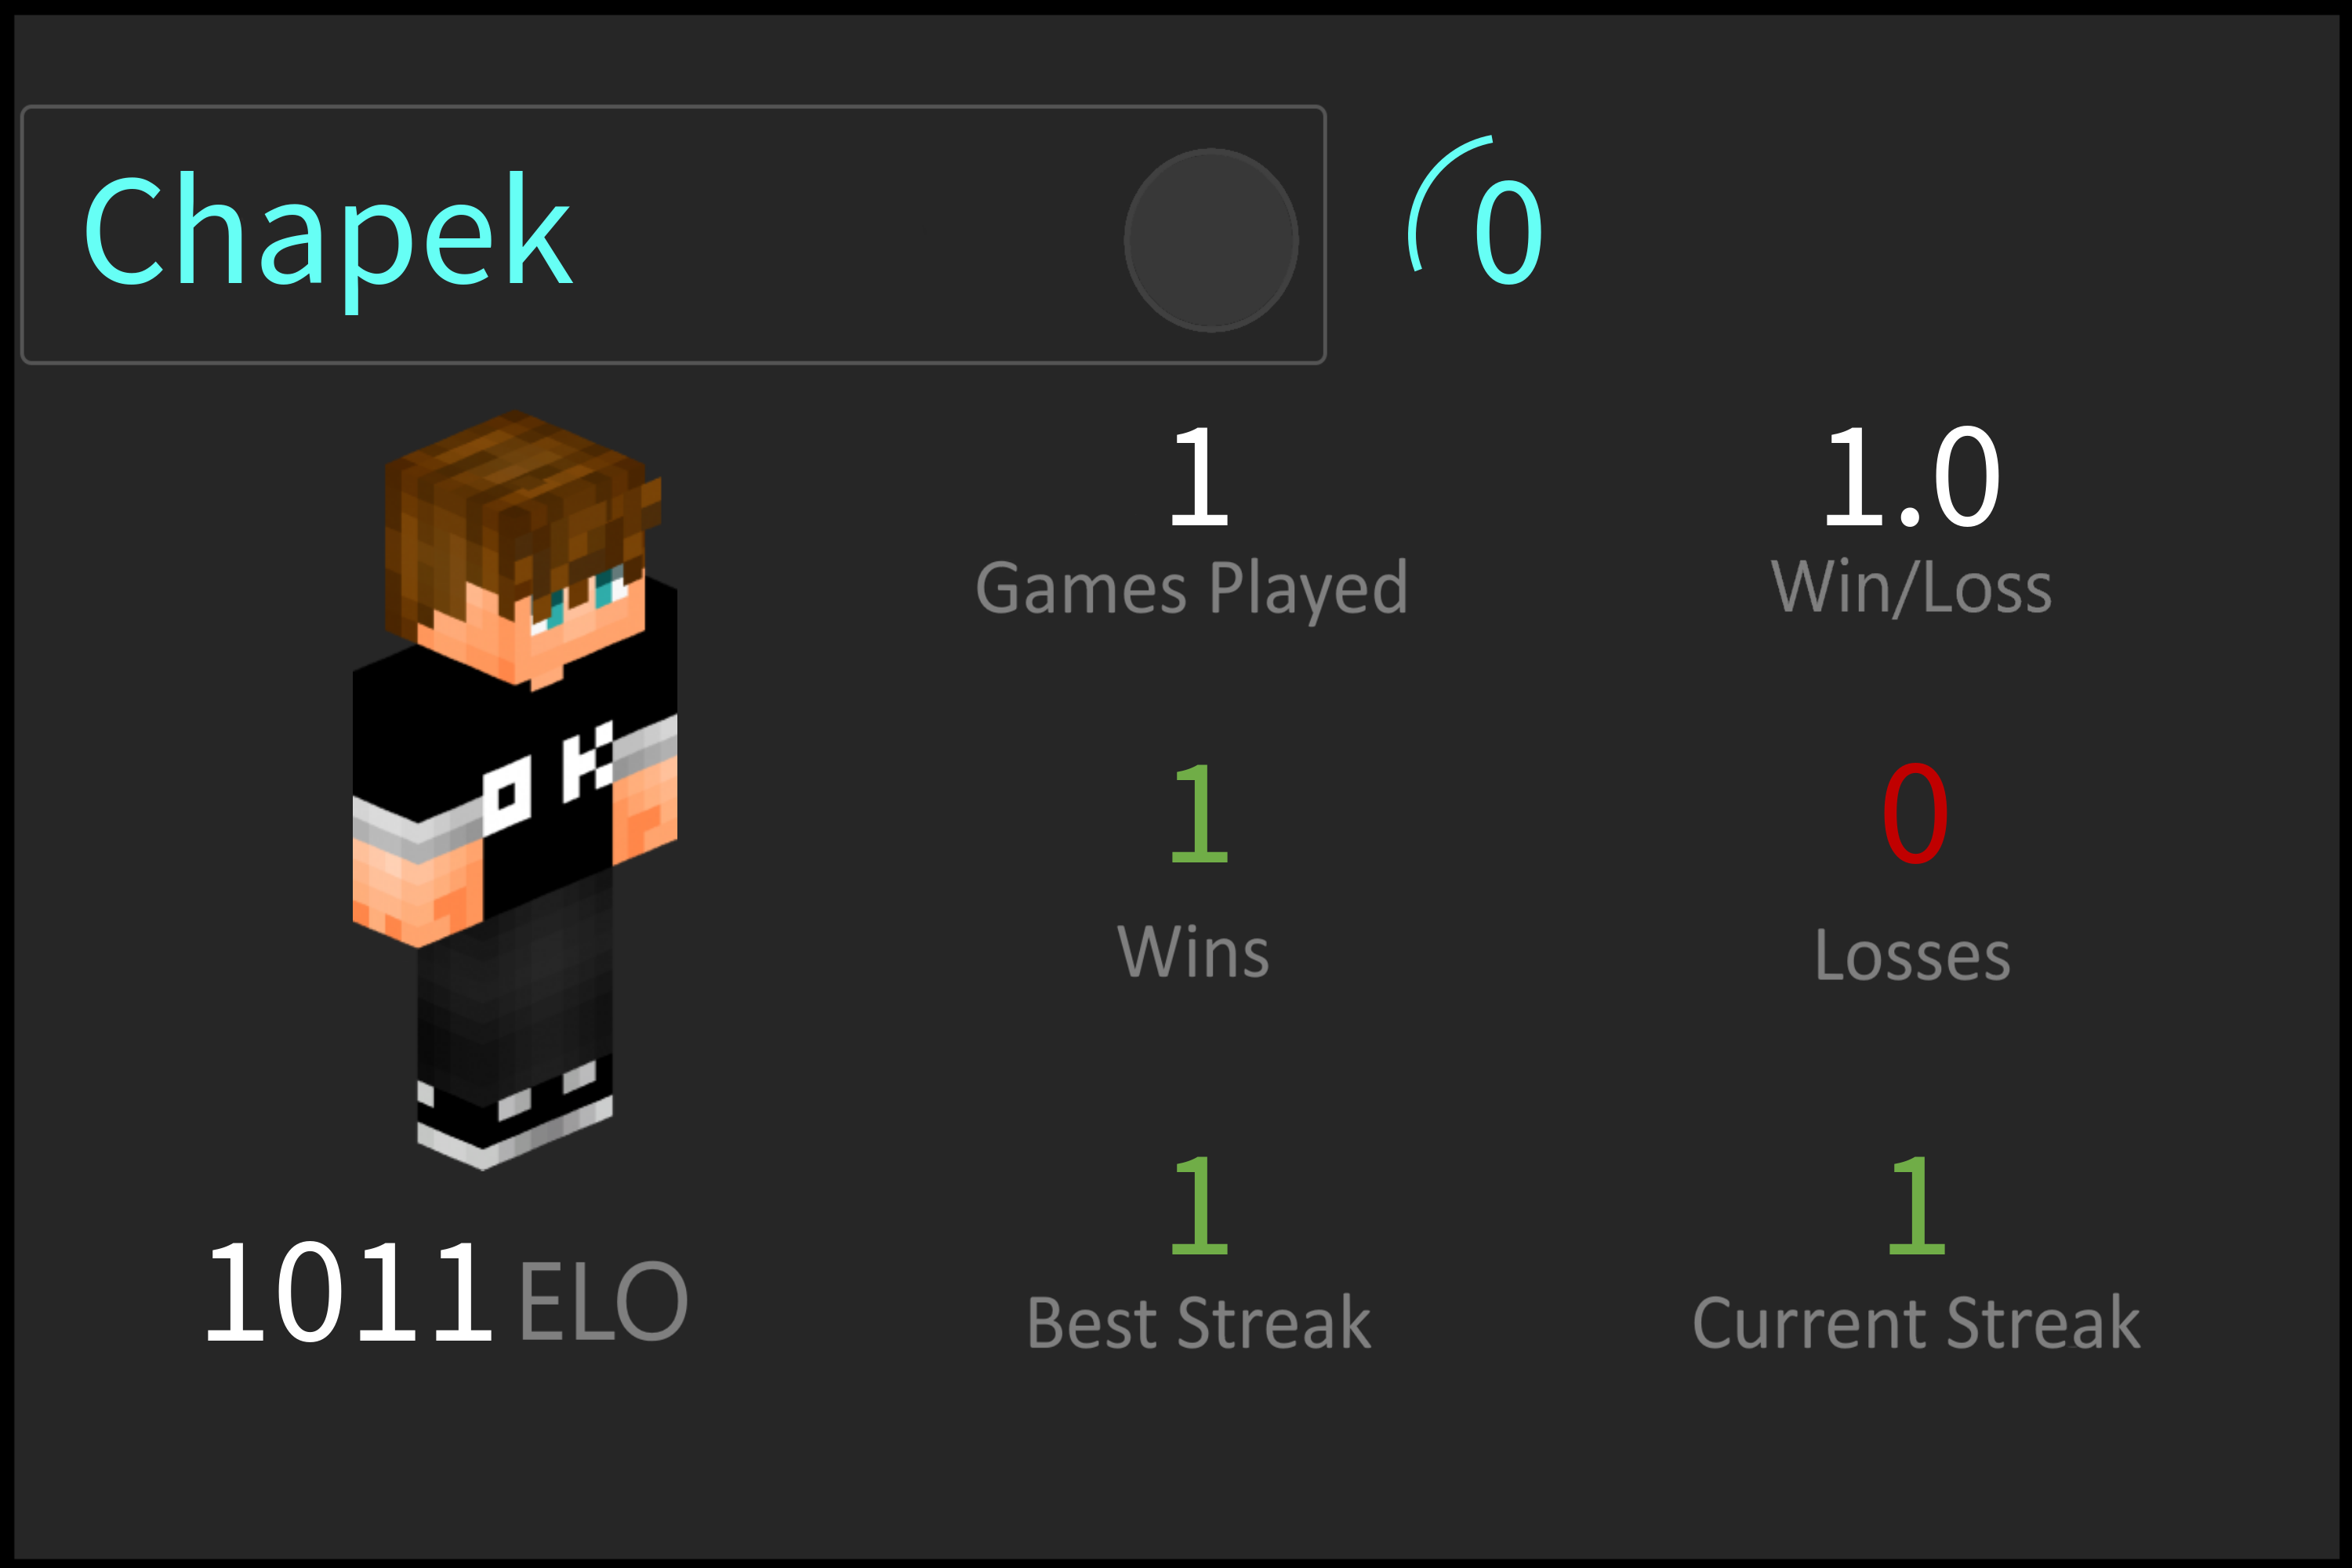 Chapek
0
1
1.0
Games Played
Win/Loss
OK
1
0
Wins
Losses
1
1
1011 ELO
Best Streak
Current Streak